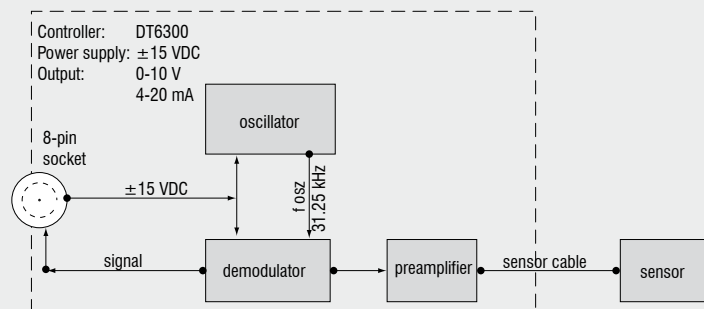 Controller: DT6300
Power supply: ±15 VDC
Output: 0-10 V
4-20 mA
oscillator
8-pin
socket
±15 VDC
f osz
31.25 kHz
signal
demodulator
preamplifier
sensor cable
sensor